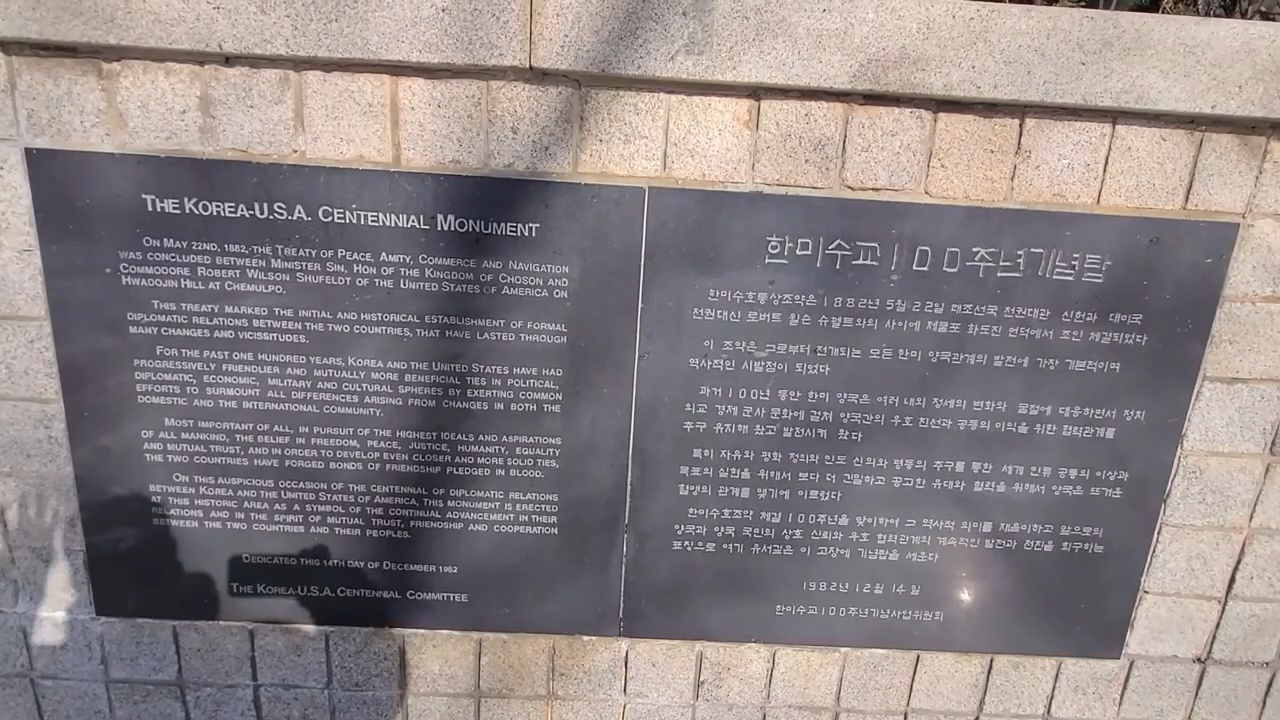 THE KOREA-U.S.A. CENTENNIAL MONUMENT
ON MAY 22ND, 1882, THE TREATY OF PEACE, AMITY, COMMERCE AND NAVIGATION
WAS CONCLUDED BETWEEN MINISTER SIN, HON OF THE KINGDOM OF CHOSON AND
COMMODORE ROBERT WILSON SHUFELDT OF THE UNITED STATES OF AMERICA ON
HWADOJIN HILL AT CHEMULPO.
THIS TREATY MARKED THE INITIAL AND HISTORICAL ESTABLISHMENT OF FORMAL
DIPLOMATIC RELATIONS BETWEEN THE TWO COUNTRIES, THAT HAVE LASTED THROUGH
MANY CHANGES AND VICISSITUDES.
FOR THE PAST ONE HUNDRED YEARS, KOREA AND THE UNITED STATES HAVE HAD
PROGRESSIVELY FRIENDLIER AND MUTUALLY MORE BENEFICIAL TIES IN POLITICAL,
DIPLOMATIC, ECONOMIC, MILITARY AND CULTURAL SPHERES BY EXERTING COMMON
EFFORTS TO SURMOUNT ALL DIFFERENCES ARISING FROM CHANGES IN BOTH THE
DOMESTIC AND THE INTERNATIONAL COMMUNITY.
MOST IMPORTANT OF ALL, IN PURSUIT OF THE HIGHEST IDEALS AND ASPIRATIONS
OF ALL MANKIND, THE BELIEF IN FREEDOM, PEACE, JUSTICE, HUMANITY, EQUALITY
AND MUTUAL TRUST, AND IN ORDER TO DEVELOP EVEN CLOSER AND MORE SOLID TIES,
THE TWO COUNTRIES HAVE FORGED BONDS OF FRIENDSHIP PLEDGED IN BLOOD.
ON THIS AUSPICIOUS OCCASION OF THE CENTENNIAL OF DIPLOMATIC RELATIONS
BETWEEN KOREA AND THE UNITED STATES OF AMERICA, THIS MONUMENT IS ERECTED
AT THIS HISTORIC AREA AS A SYMBOL OF THE CONTINUAL ADVANCEMENT IN THEIR
RELATIONS AND IN THE SPIRIT OF MUTUAL TRUST, FRIENDSHIP AND COOPERATION
BETWEEN THE TWO COUNTRIES AND THEIR PEOPLES.
DEDICATED THIS 14TH DAY OF DECEMBER 1982
THE KOREA-U.S.A. CENTENNIAL COMMITTEE
한미수교 100주년기념탑
한미수호통상조약은 1882년 5월 22일 대조선국 전권대관 신헌과 대미국
전권대신 로버트 윌슨 슈펠트와의 사이에 제물포 화도진 언덕에서 조인 체결되었다
이 조약은 그로부터 전개되는 모든 한미 양국관계의 발전에 가장 기본적이며
역사적인 시발점이 되었다
과거 100년 동안 한미 양국은 여러 내외 정세의 변화와 굴절에 대응하면서 정치
외교 경제 군사 문화에 걸쳐 양국간의 우호 친선과 공동의 이익을 위한 협력관계를
추구 유지해 왔고 발전시켜 왔다
특히 자유와 평화 정의와 인도 신의와 평등의 추구를 통한 세계 인류 공통의 이상과
목표의 실현을 위해서 보다 더 긴밀하고 공고한 유대와 협력을 위해서 양국은 뜨거운
혈맹의 관계를 맺기에 이르렀다
한미수호조약 체결 100주년을 맞이하여 그 역사적 의미를 재음미하고 앞으로의
양국과 양국 국민의 상호 신뢰와 우호 협력관계의 계속적인 발전과 전진을 희구하는
표징으로 여기 유서깊은 이 고장에 기념탑을 세운다
1982년 12월 14일
한미수교100주년기념사업위원회